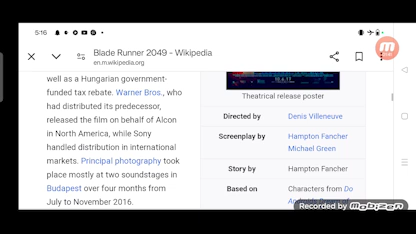 5:16
Blade Runner 2049 - Wikipedia
en.m.wikipedia.org
well as a Hungarian government-
funded tax rebate. Warner Bros., who
had distributed its predecessor,
released the film on behalf of Alcon
in North America, while Sony
handled distribution in international
markets. Principal photography took
place mostly at two soundstages in
Budapest over four months from
July to November 2016.
Theatrical release poster
Directed by Denis Villeneuve
Screenplay by Hampton Fancher
Michael Green
Story by Hampton Fancher
Based on Characters from Do
Recorded by Mobizen